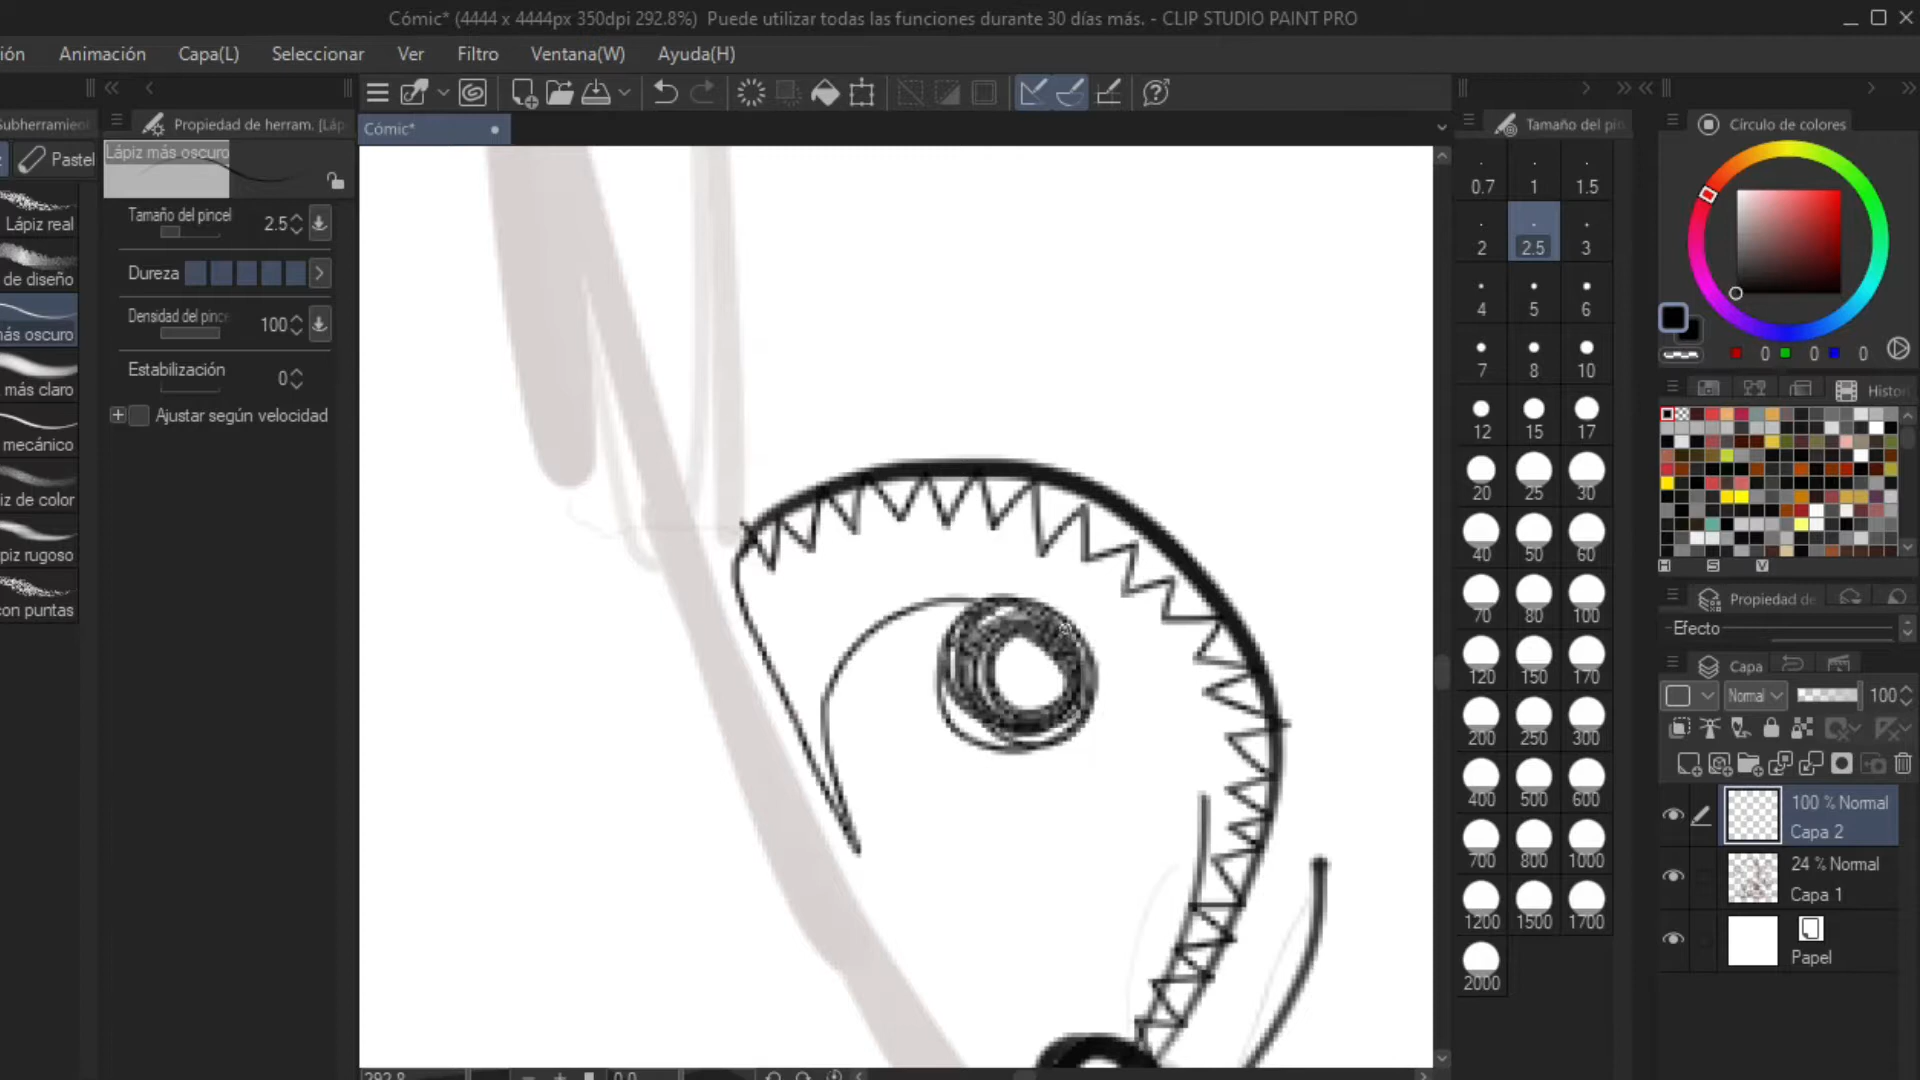 Cómic* (4444 x 4444px 350dpi 292.8%) Puede utilizar todas las funciones durante 30 días más. - CLIP STUDIO PAINT PRO
ión Animación Capa(L) Seleccionar Ver Filtro Ventana(W) Ayuda(H)
Subherramien
Propiedad de herram. [Láp
Cómic*
Tamaño del pin
Círculo de colores
Pastel
Lápiz más oscuro
Lápiz real
de diseño
más oscuro
más claro
mecánico
iz de color
piz rugoso
con puntas
Tamaño del pincel 2.5
Dureza
Densidad del pince 100
Estabilización 0
Ajustar según velocidad
0.7 1 1.5
2 2.5 3
4 5 6
7 8 10
12 15 17
20 25 30
40 50 60
70 80 100
120 150 170
200 250 300
400 500 600
700 800 1000
1200 1500 1700
2000
0 0 0
Histori
H S V
Propiedad de
Efecto
Capa
Normal 100
100 % Normal
Capa 2
24 % Normal
Capa 1
Papel
292.8 0.0